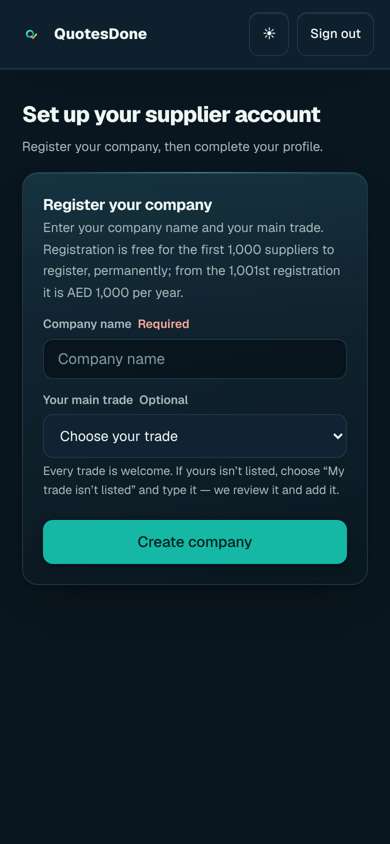 QuotesDone
Sign out
Set up your supplier account
Register your company, then complete your profile.
Register your company
Enter your company name and your main trade.
Registration is free for the first 1,000 suppliers to
register, permanently; from the 1,001st registration
it is AED 1,000 per year.
Company name Required
Company name
Your main trade Optional
Choose your trade
Every trade is welcome. If yours isn’t listed, choose “My
trade isn’t listed” and type it — we review it and add it.
Create company